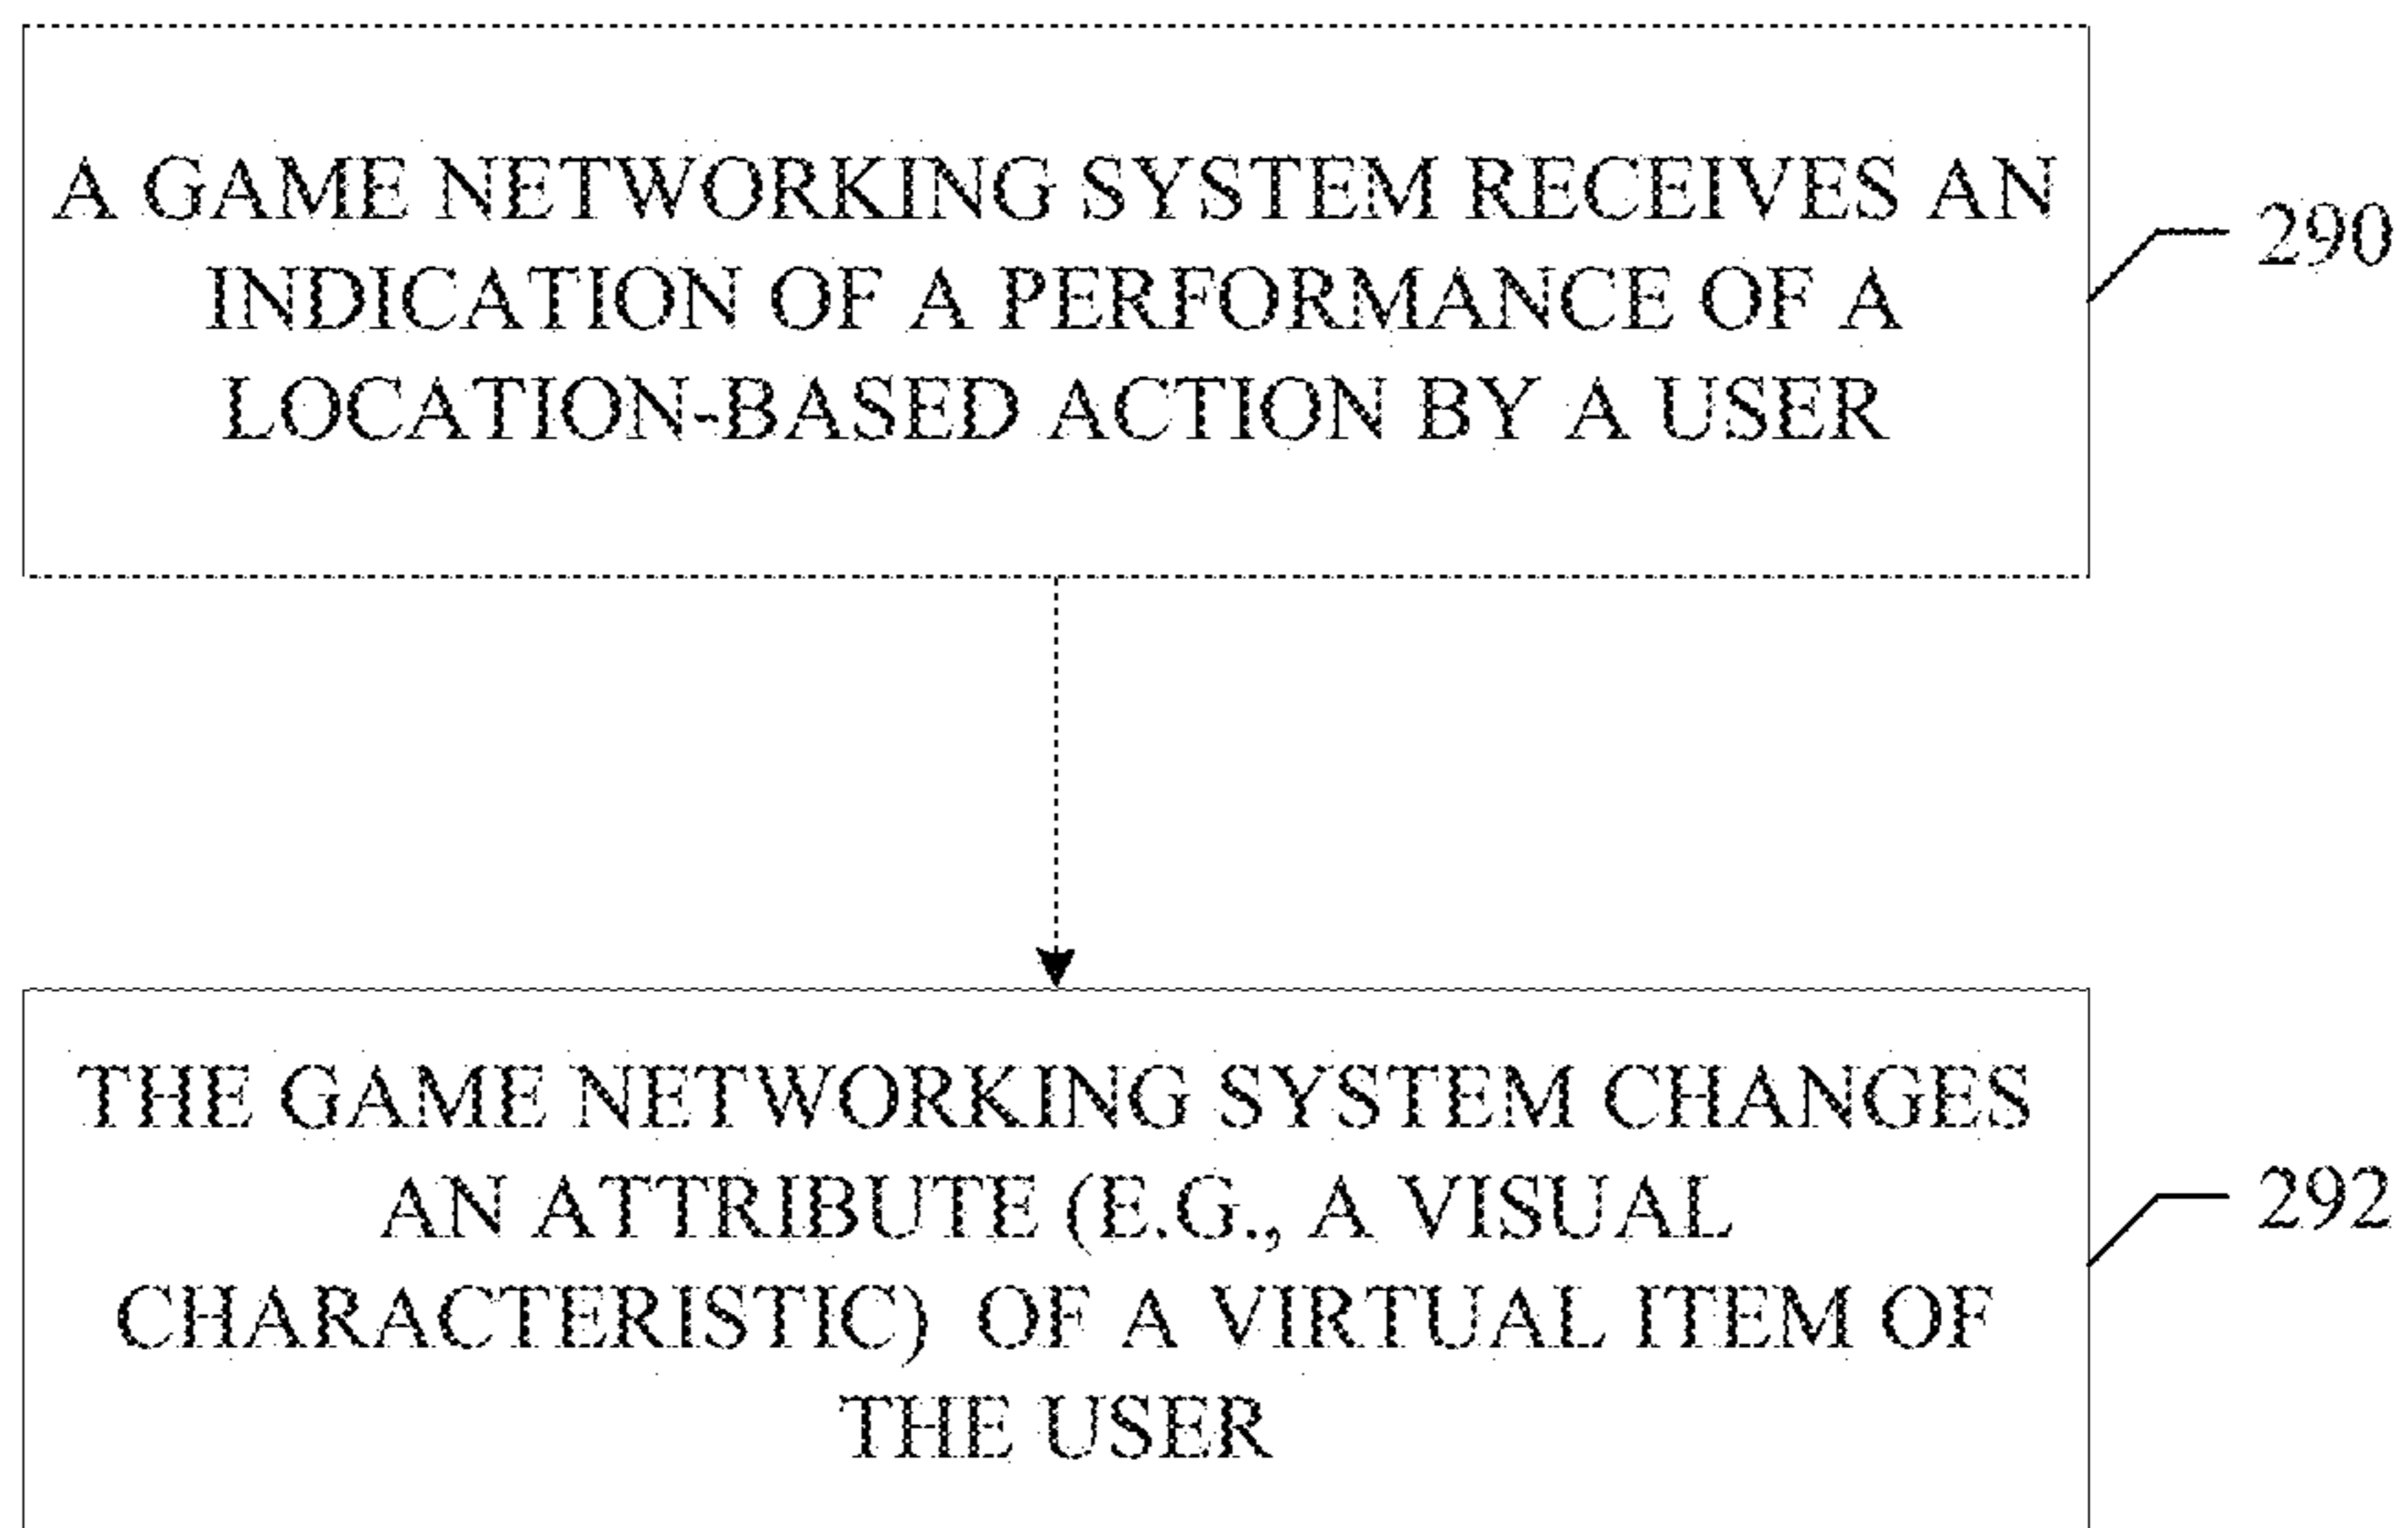 A GAME NETWORKING SYSTEM RECEIVES AN
INDICATION OF A PERFORMANCE OF A
LOCATION-BASED ACTION BY A USER
290
THE GAME NETWORKING SYSTEM CHANGES
AN ATTRIBUTE (E.G., A VISUAL
CHARACTERISTIC) OF A VIRTUAL ITEM OF
THE USER
292